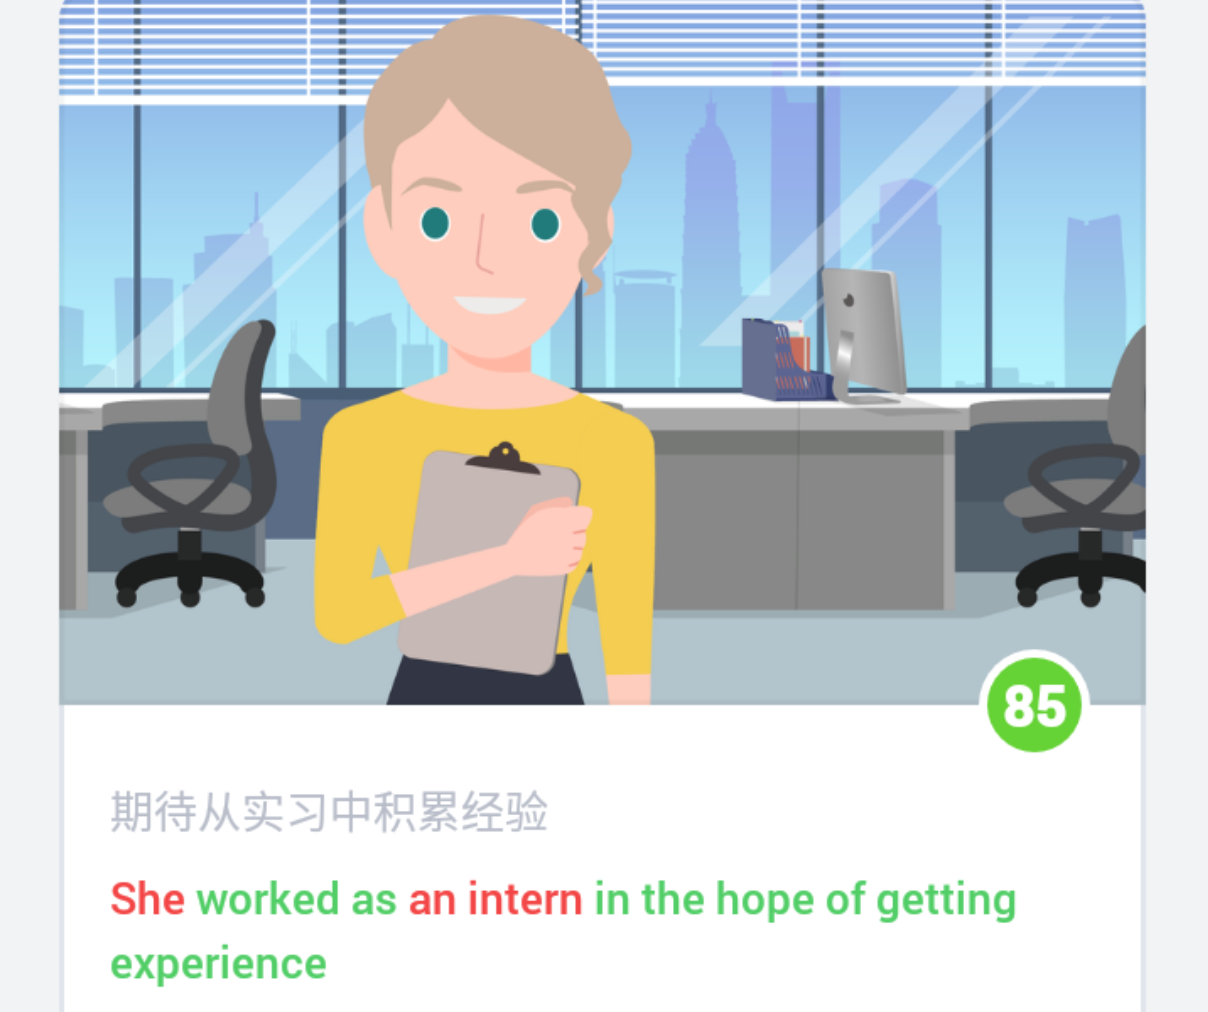 85
期待从实习中积累经验
She worked as an intern in the hope of getting
experience